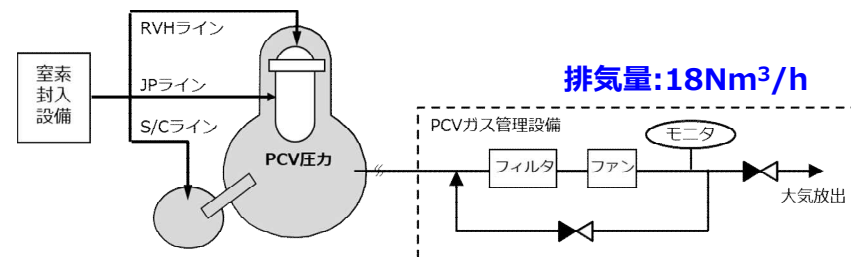 RVHライン
窒素
封入
設備
JPライン
S/Cライン
PCV圧力
排気量:18Nm³/h
PCVガス管理設備
モニタ
フィルタ
ファン
大気放出